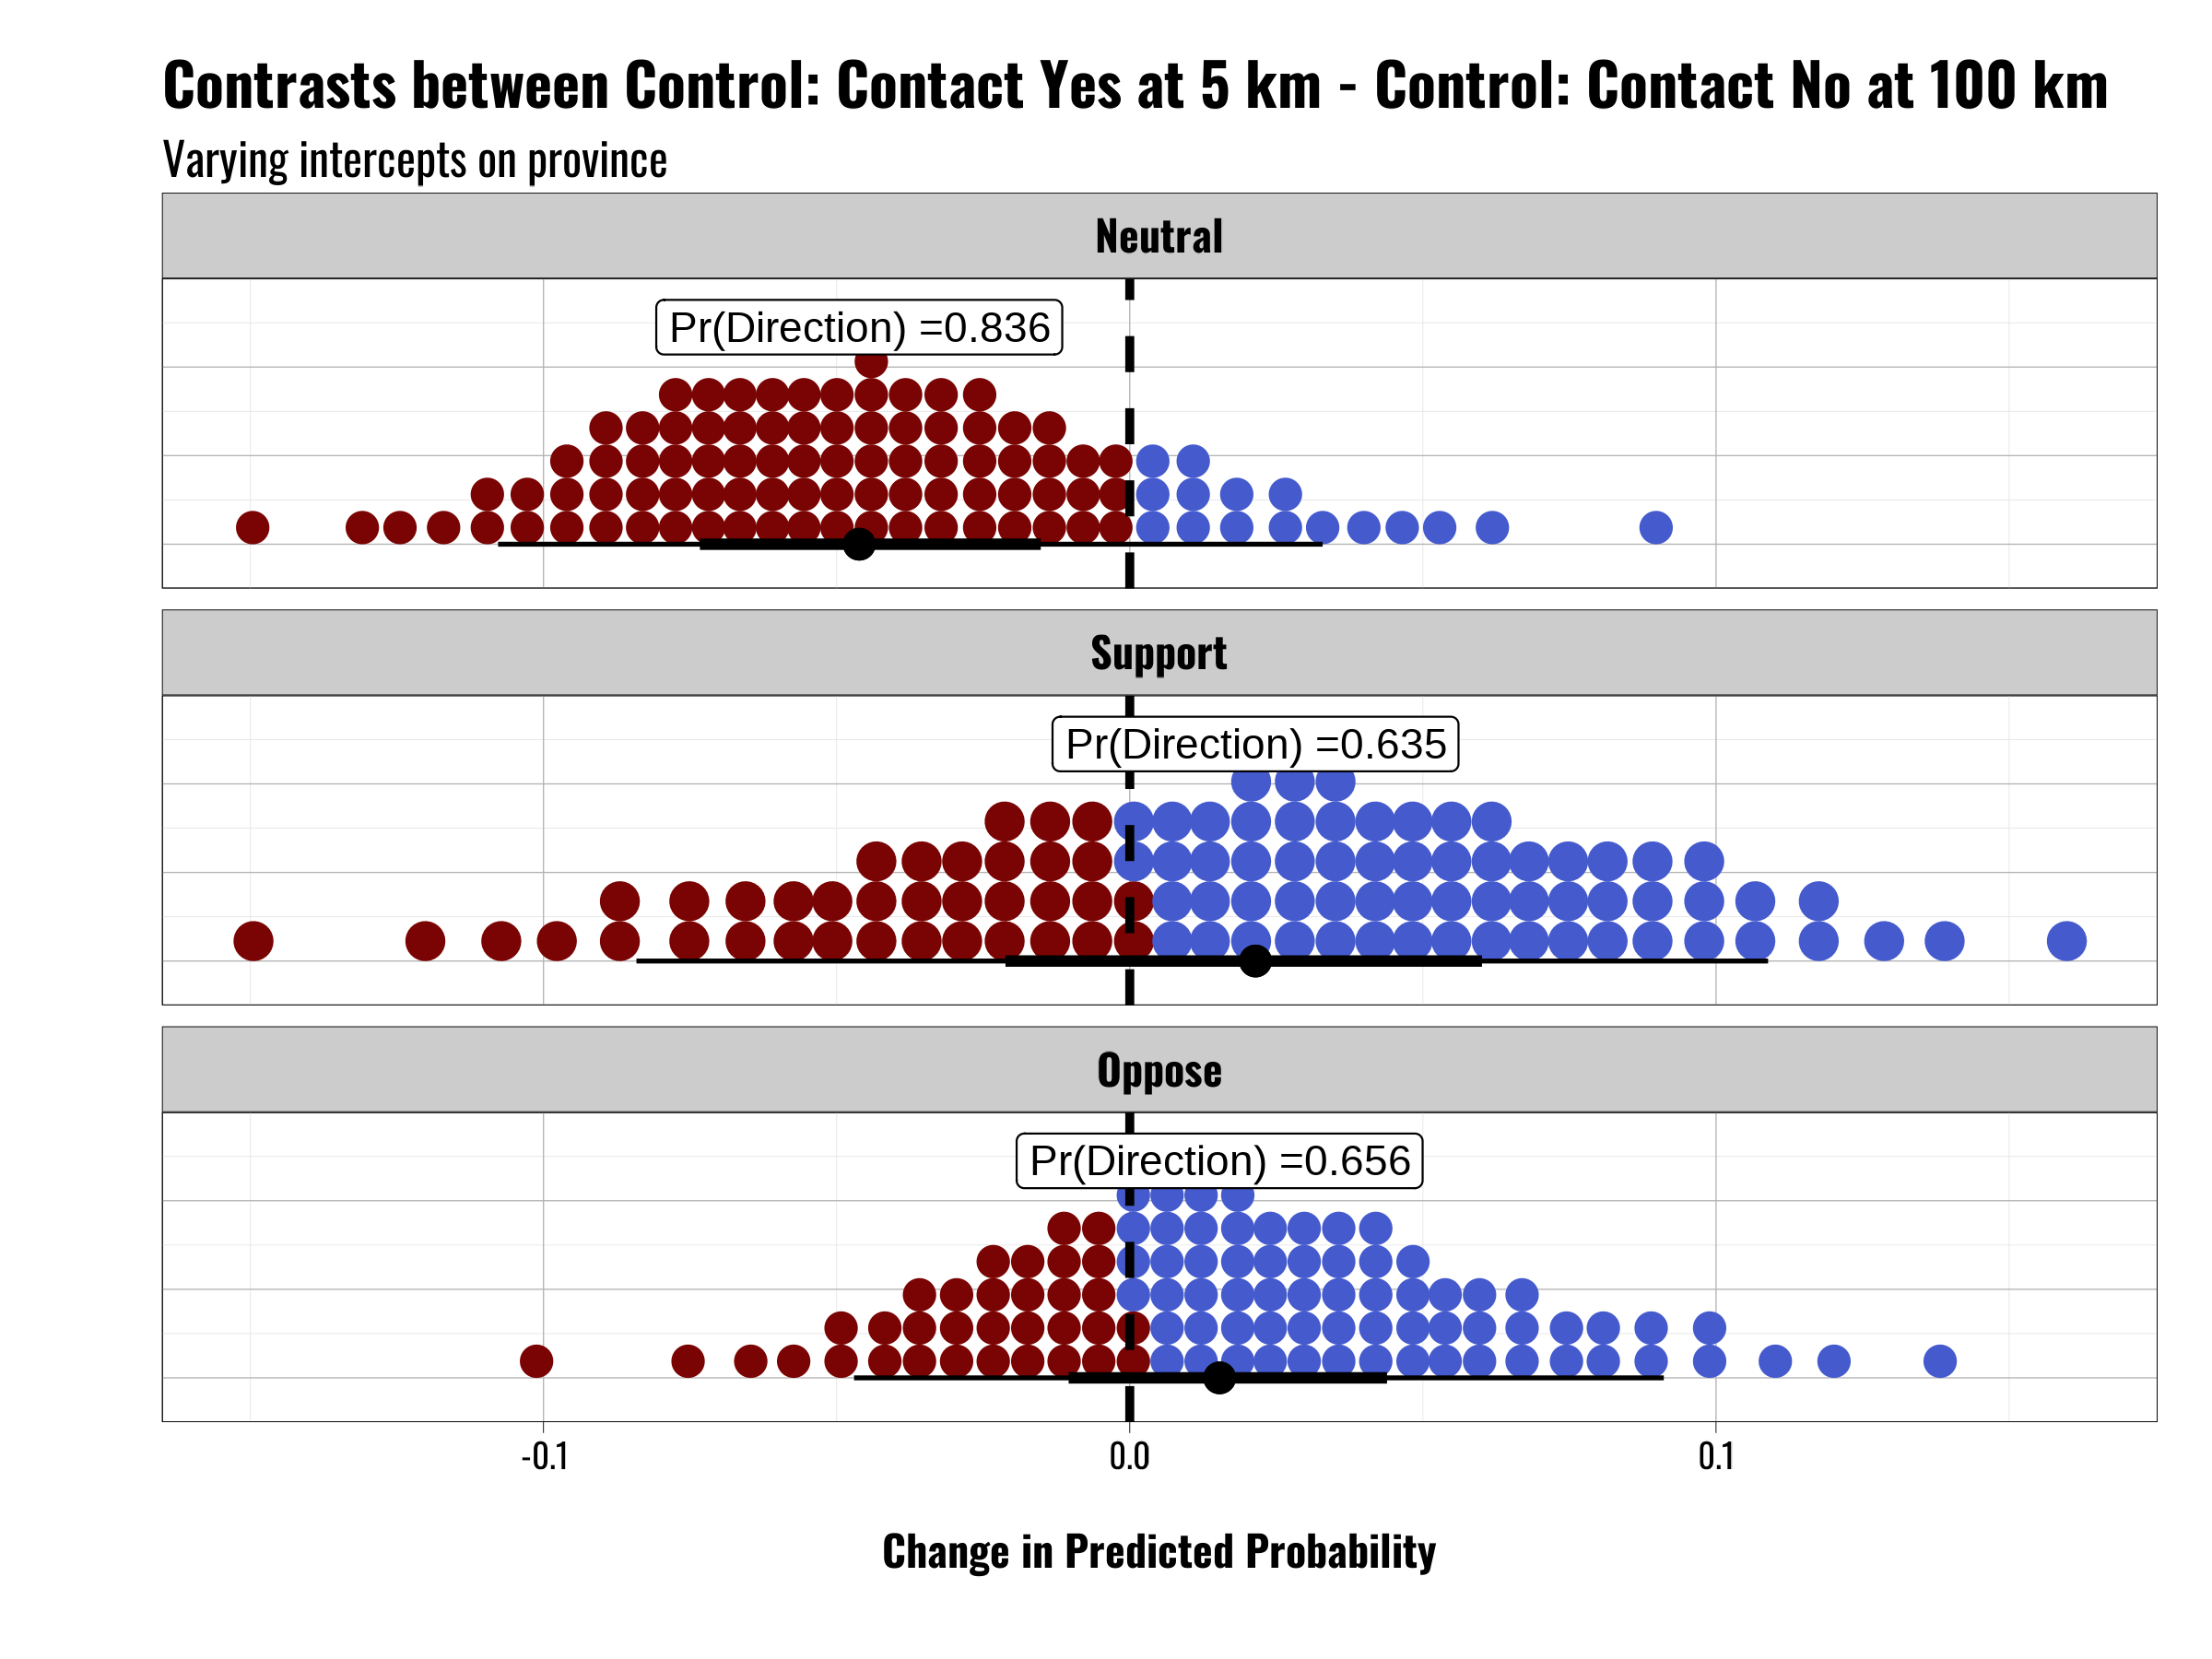 Contrasts between Control: Contact Yes at 5 km - Control: Contact No at 100 km
Varying intercepts on province
Neutral
Pr(Direction) =0.836
Support
Pr(Direction) =0.635
Oppose
Pr(Direction) =0.656
-0.1 0.0 0.1
Change in Predicted Probability